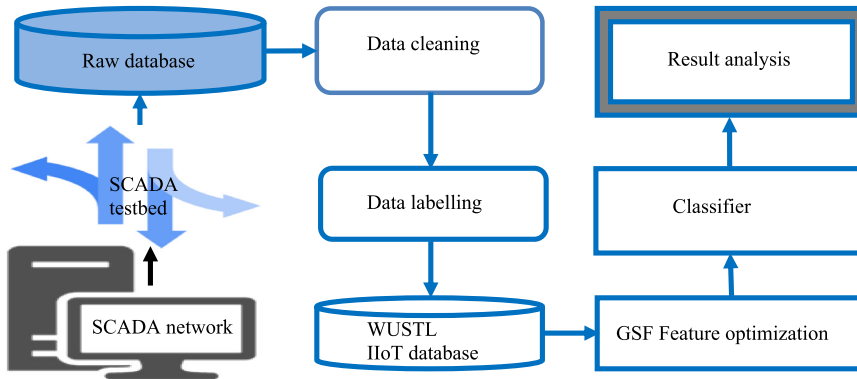 Raw database
Data cleaning
Result analysis
SCADA
testbed
Data labelling
Classifier
SCADA network
WUSTL
IIoT database
GSF Feature optimization